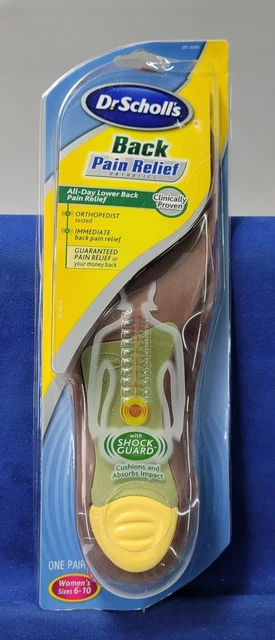 Dr Scholl's
Back
Pain Relief
ORTHOTICS
All-Day Lower Back
Pain Relief
Clinically
Proven
ORTHOPEDIST
tested
IMMEDIATE
back pain relief
GUARANTEED
PAIN RELIEF or
your money back
with
SHOCK
GUARD
Cushions and
Absorbs Impact
ONE PAIR
Women's
Sizes 6-10